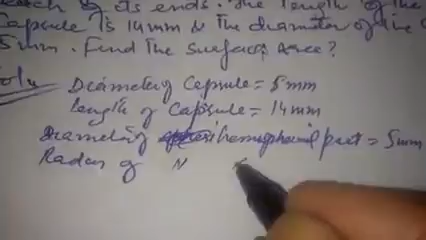 each of its ends. The length of the
capsule is 14mm & the diameter of the
5mm. Find the surface area?
Soln Diameter of Capsule = 5mm
length of Capsule = 14mm
Diameter of hemispherical part = 5mm
Radius of "